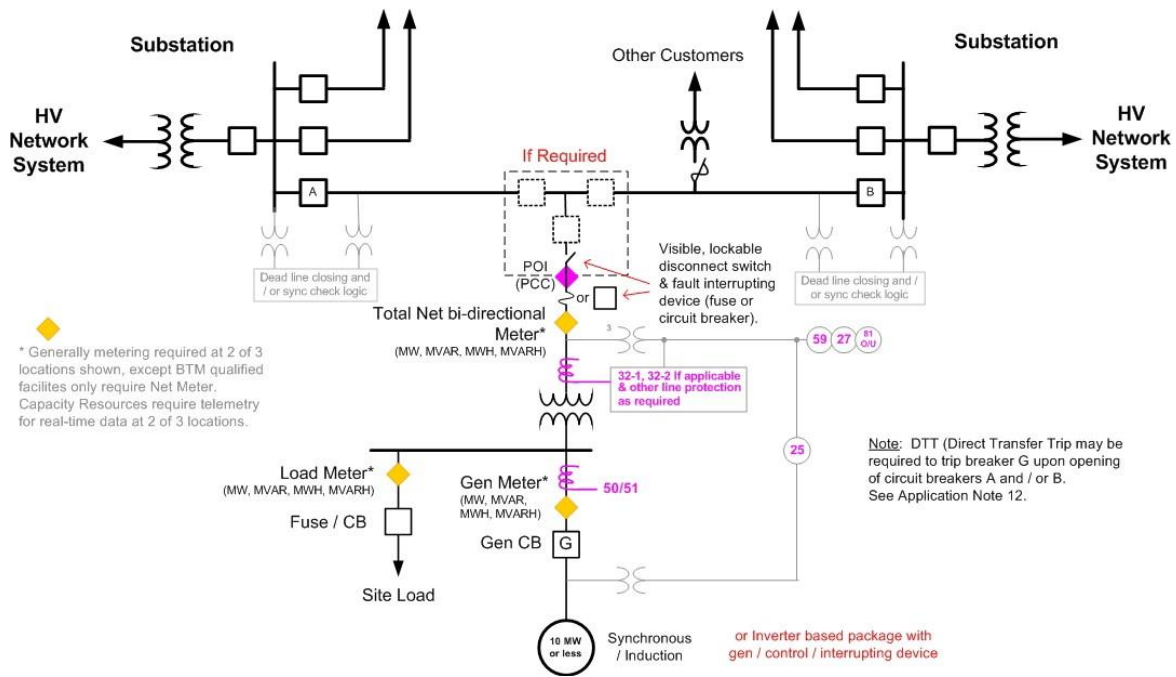 Substation
Substation
Other Customers
HV
Network
System
HV
Network
System
If Required
A
B
Dead line closing and
/ or sync check logic
POI
(PCC)
or
Visible, lockable
disconnect switch
& fault interrupting
device (fuse or
circuit breaker).
Dead line closing and /
or sync check logic
Total Net bi-directional
Meter*
(MW, MVAR, MWH, MVARH)
3
59
27
81
O/U
* Generally metering required at 2 of 3
locations shown, except BTM qualified
facilites only require Net Meter.
Capacity Resources require telemetry
for real-time data at 2 of 3 locations.
32-1, 32-2 If applicable
& other line protection
as required
25
Note: DTT (Direct Transfer Trip may be
required to trip breaker G upon opening
of circuit breakers A and / or B.
See Application Note 12.
Load Meter*
(MW, MVAR, MWH, MVARH)
Gen Meter*
(MW, MVAR,
MWH, MVARH)
50/51
Fuse / CB
Gen CB
G
Site Load
10 MW
or less
Synchronous
/ Induction
or Inverter based package with
gen / control / interrupting device